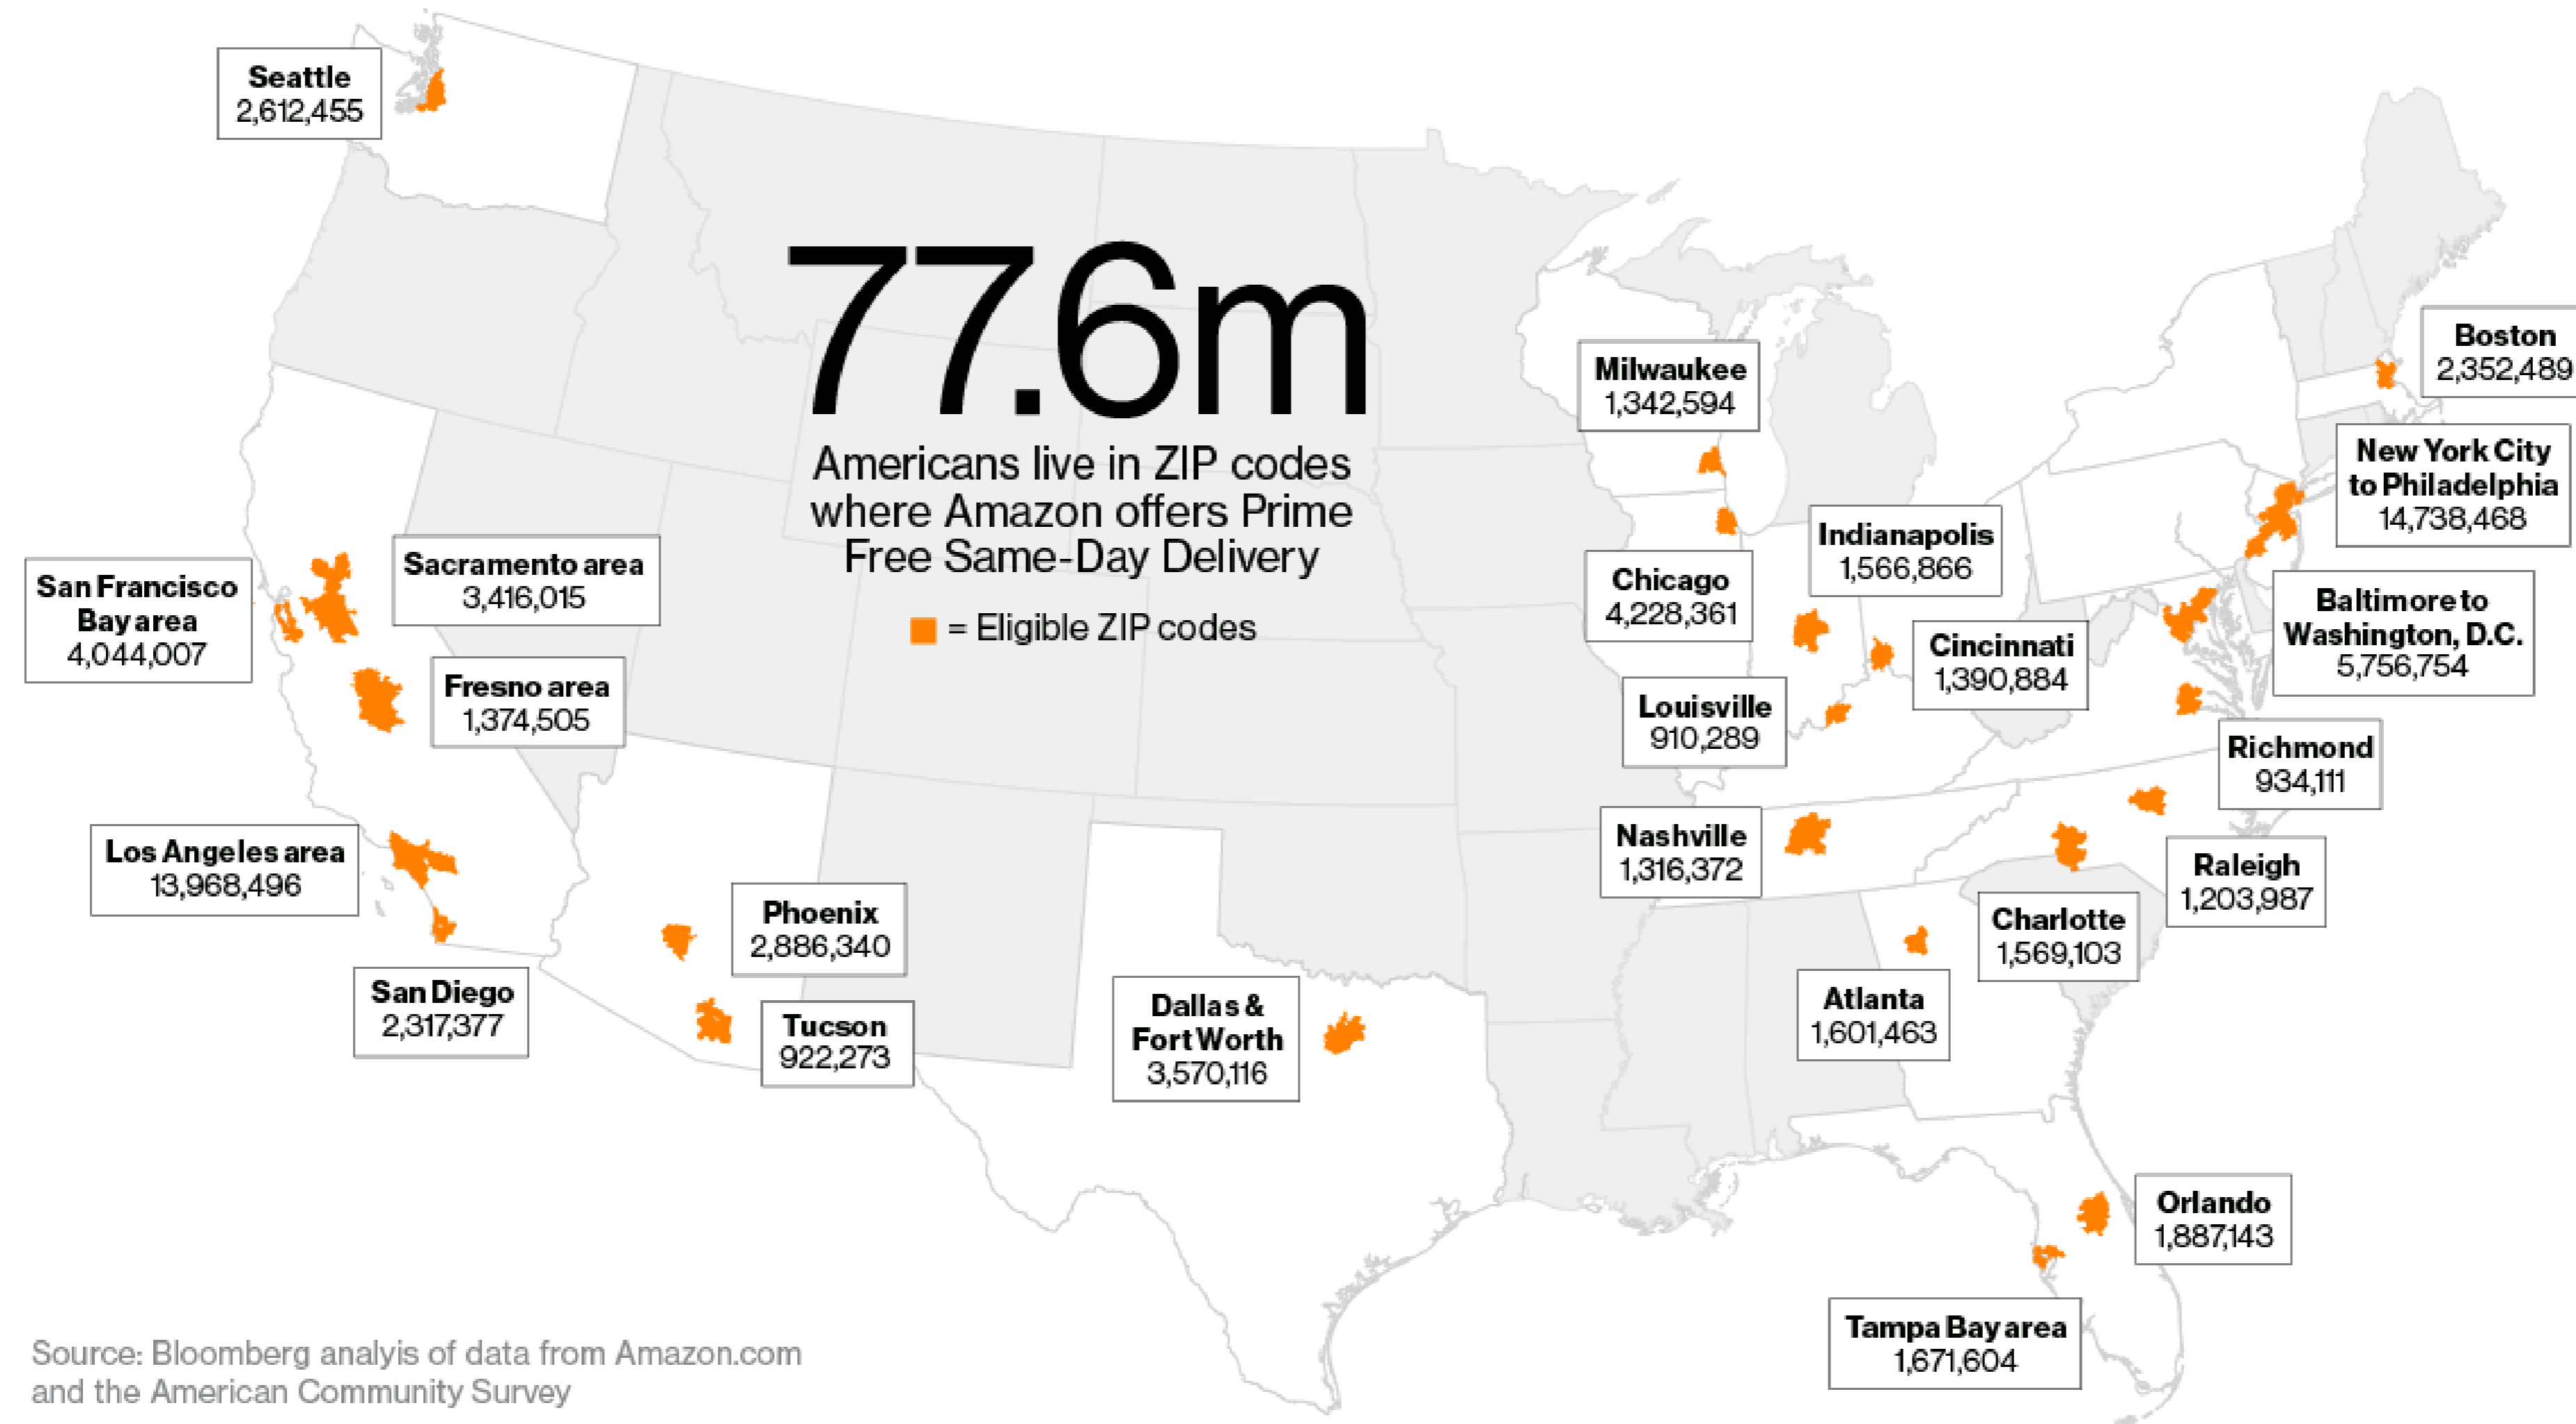 Seattle
2,612,455
77.6m
Americans live in ZIP codes
where Amazon offers Prime
Free Same-Day Delivery
= Eligible ZIP codes
San Francisco
Bay area
4,044,007
Sacramento area
3,416,015
Fresno area
1,374,505
Los Angeles area
13,968,496
San Diego
2,317,377
Phoenix
2,886,340
Tucson
922,273
Dallas &
Fort Worth
3,570,116
Milwaukee
1,342,594
Chicago
4,228,361
Indianapolis
1,566,866
Cincinnati
1,390,884
Louisville
910,289
Nashville
1,316,372
Boston
2,352,489
New York City
to Philadelphia
14,738,468
Baltimore to
Washington, D.C.
5,756,754
Richmond
934,111
Raleigh
1,203,987
Charlotte
1,569,103
Atlanta
1,601,463
Orlando
1,887,143
Tampa Bay area
1,671,604
Source: Bloomberg analyis of data from Amazon.com
and the American Community Survey